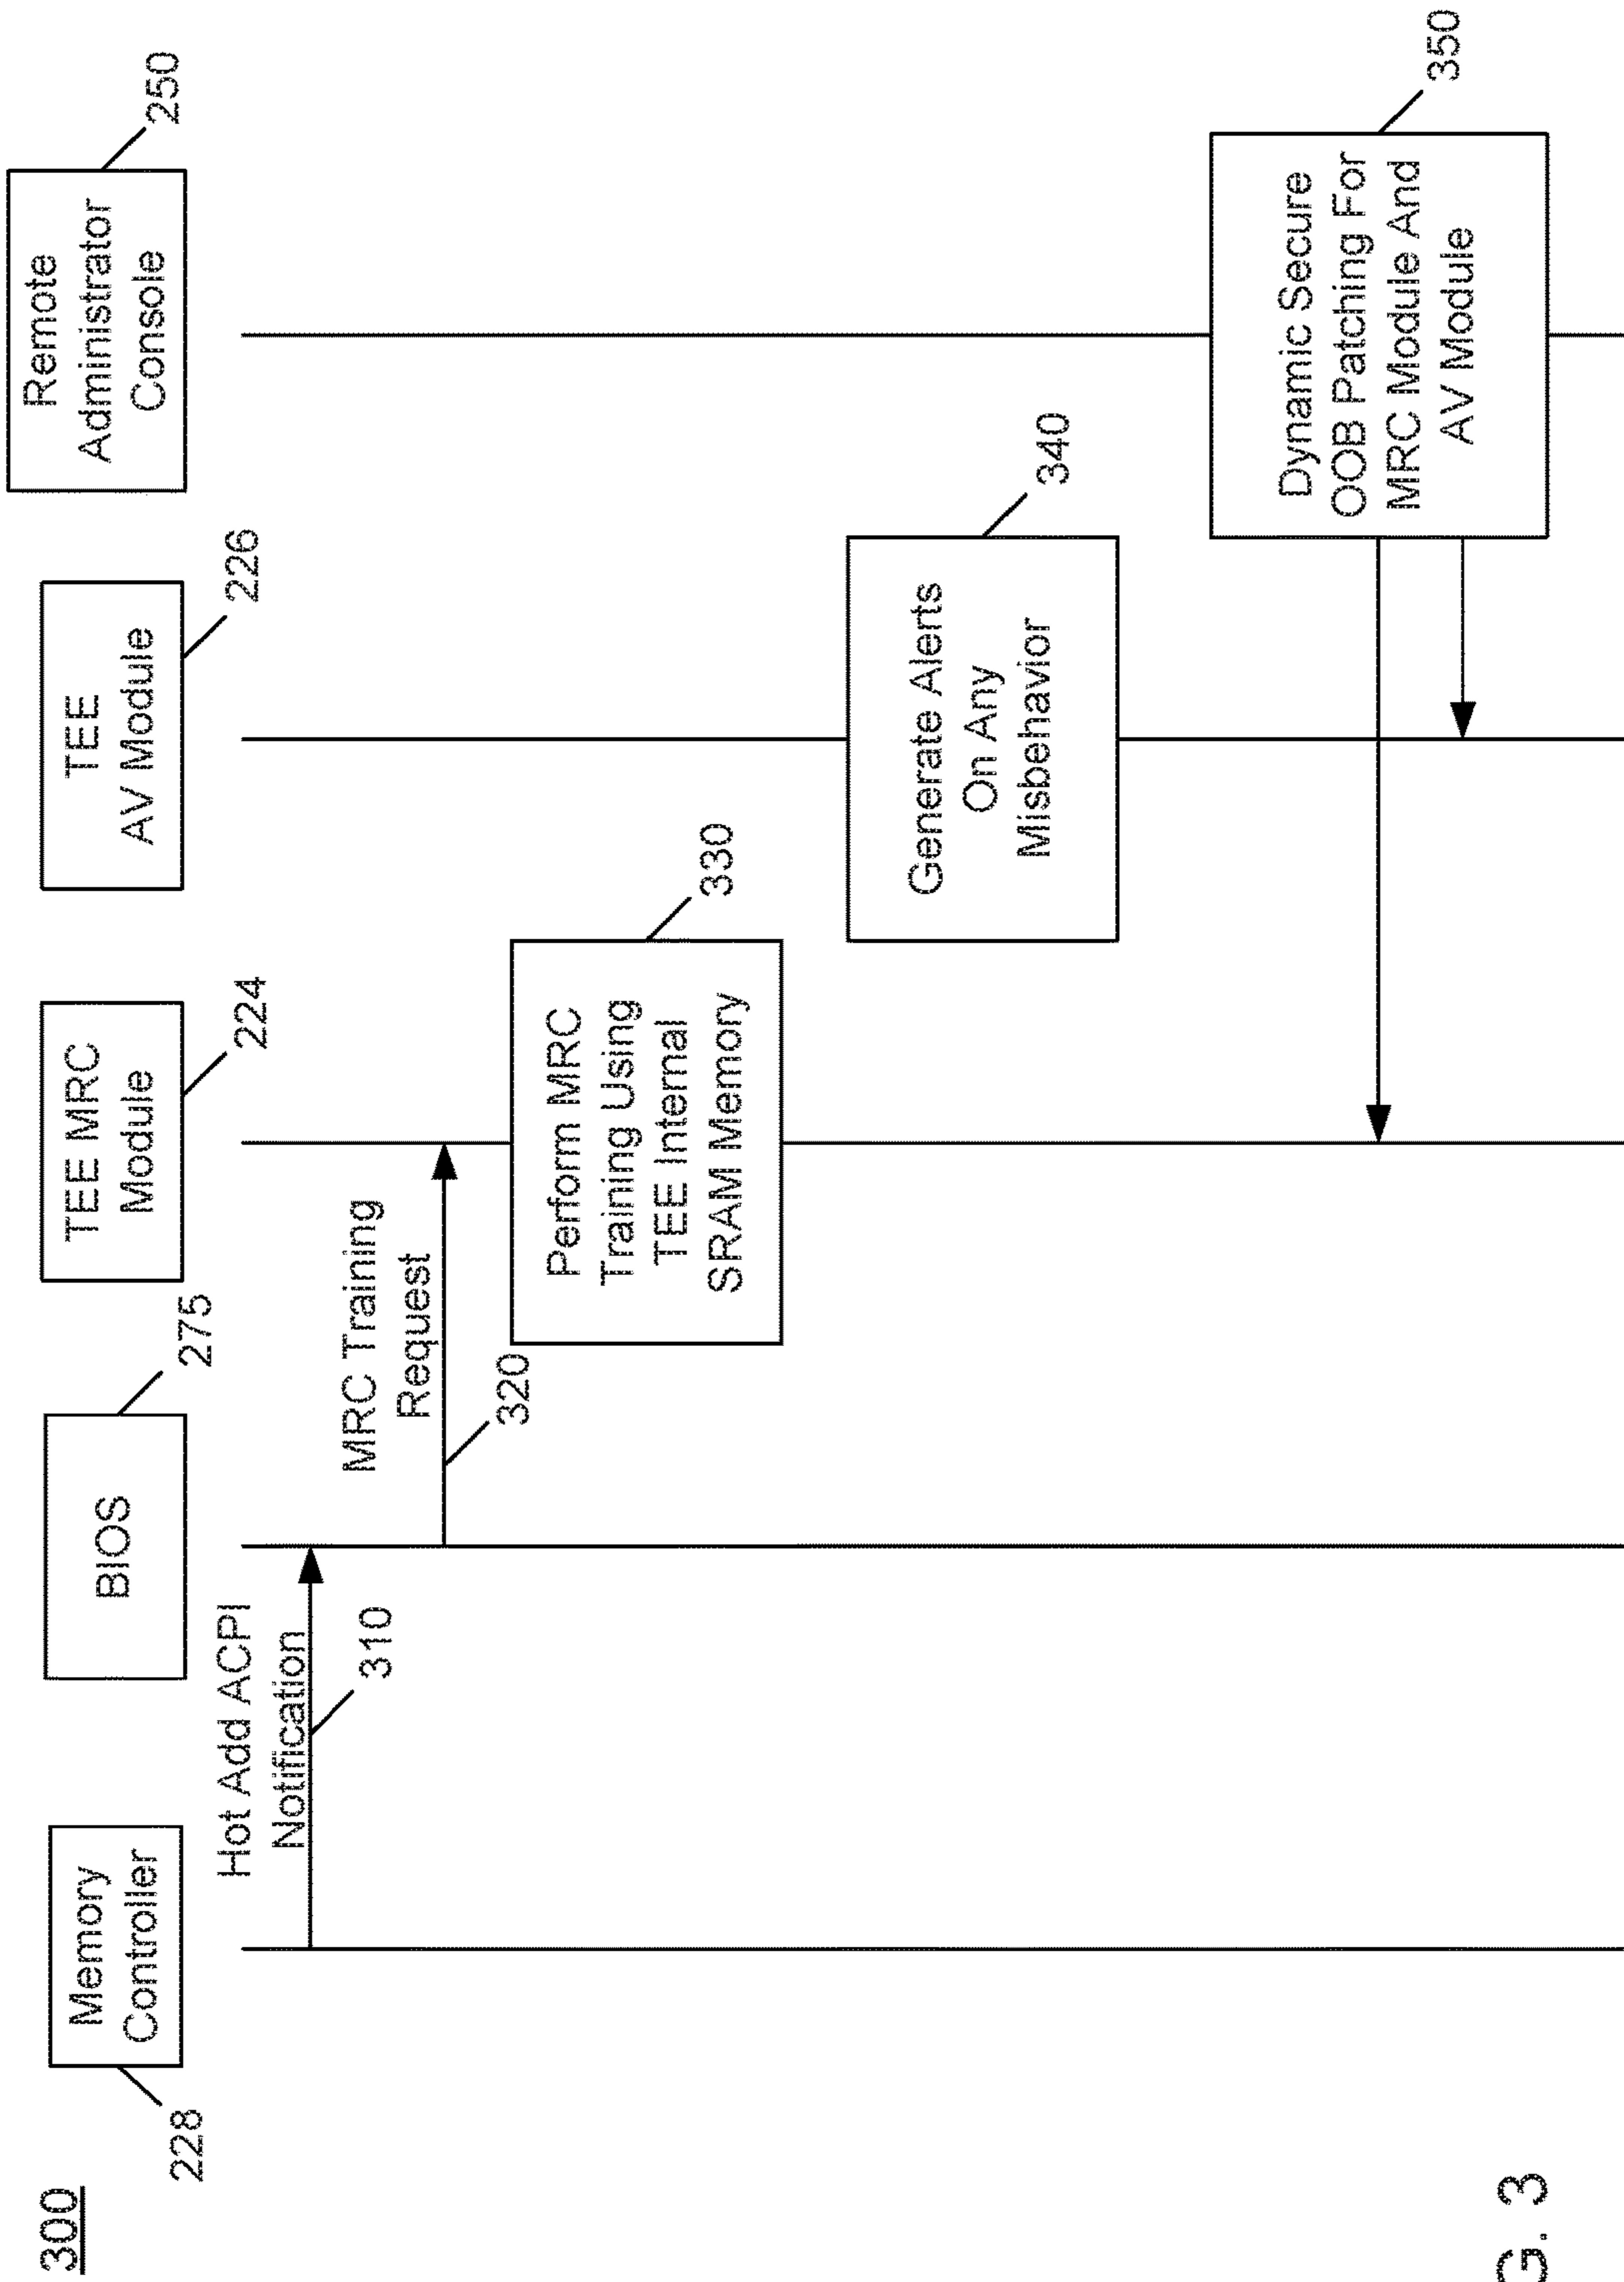 300
Memory
Controller
228
BIOS
275
TEE MRC
Module
224
TEE
AV Module
226
Remote
Administrator
Console
250
Hot Add ACPI
Notification
310
MRC Training
Request
320
Perform MRC
Training Using
TEE Internal
SRAM Memory
330
Generate Alerts
On Any
Misbehavior
340
Dynamic Secure
OOB Patching For
MRC Module And
AV Module
350
G. 3